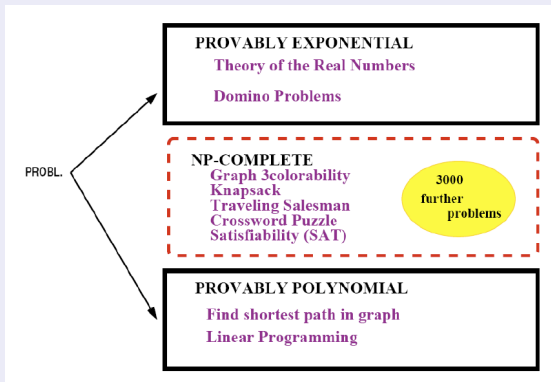 PROVABLY EXPONENTIAL
Theory of the Real Numbers
Domino Problems
PROBL.
NP-COMPLETE
Graph 3colorability
Knapsack
Traveling Salesman
Crossword Puzzle
Satisfiability (SAT)
3000
further
problems
PROVABLY POLYNOMIAL
Find shortest path in graph
Linear Programming